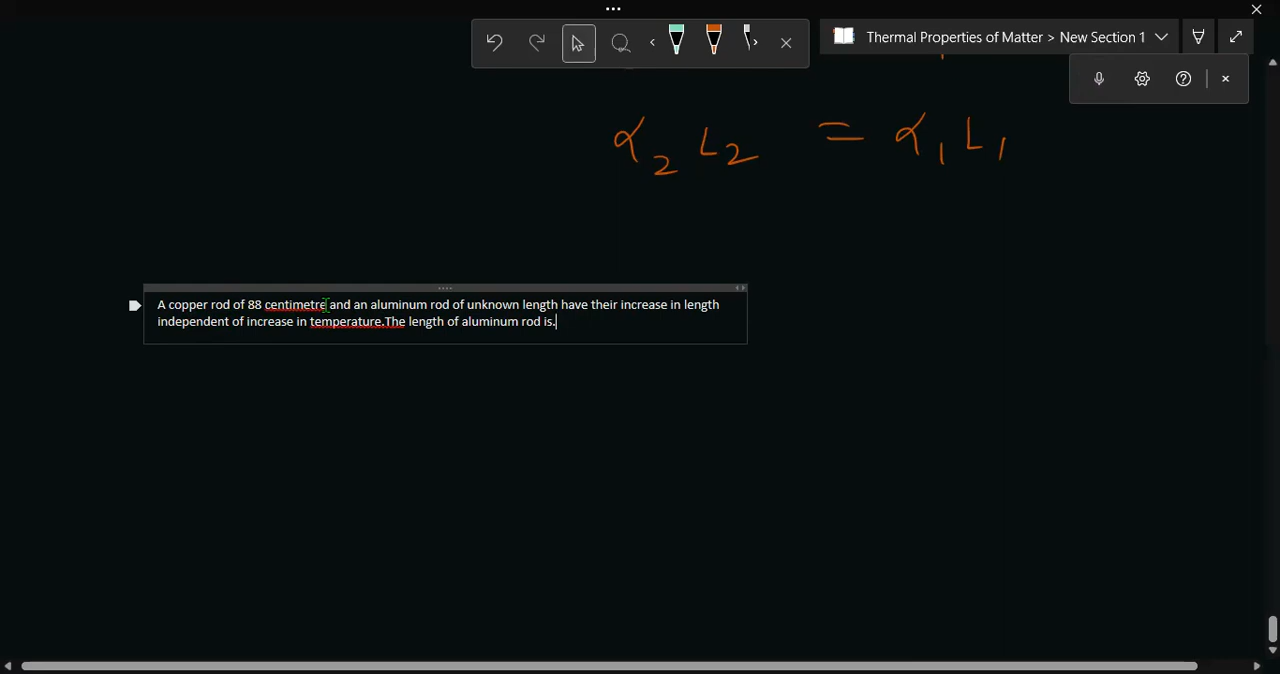 Thermal Properties of Matter > New Section 1
α₂ L₂ = α₁ L₁
A copper rod of 88 centimetre and an aluminum rod of unknown length have their increase in length
independent of increase in temperature.The length of aluminum rod is.